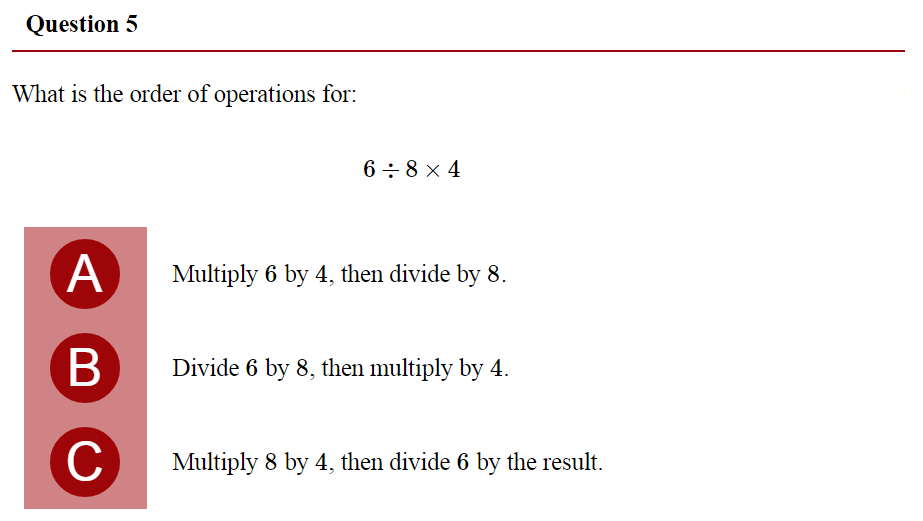 Question 5
What is the order of operations for:
6 ÷ 8 × 4
A Multiply 6 by 4, then divide by 8.
B Divide 6 by 8, then multiply by 4.
C Multiply 8 by 4, then divide 6 by the result.